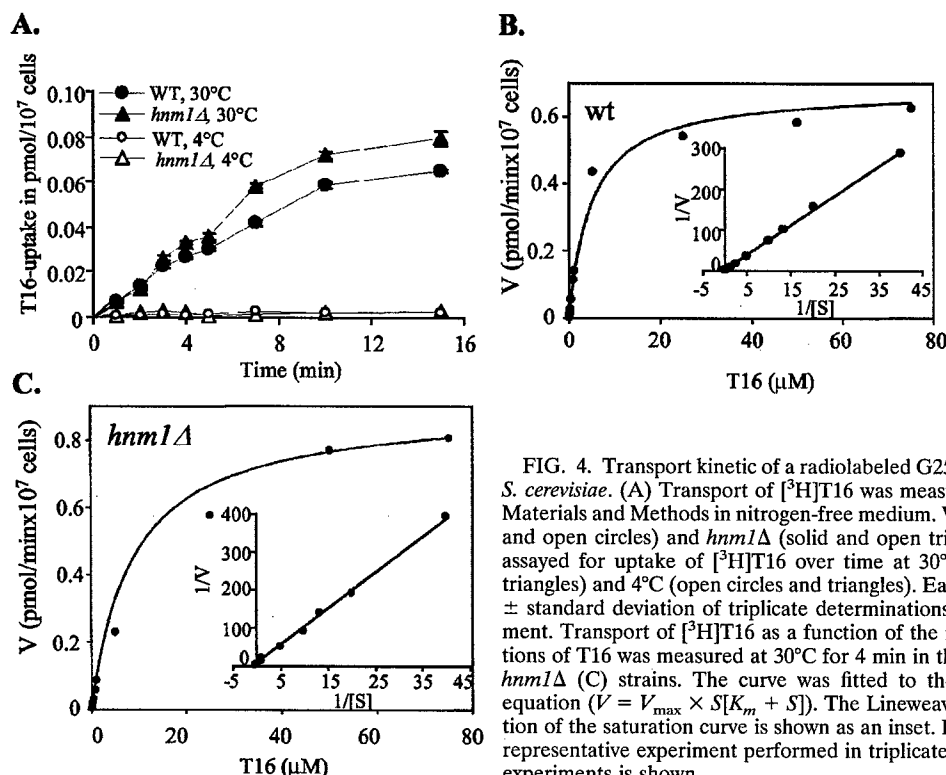 A.
T16-uptake in pmol/10⁷ cells
0.10
0.08
0.06
0.04
0.02
0
WT, 30°C
hnm1Δ, 30°C
WT, 4°C
hnm1Δ, 4°C
0 4 8 12 16
Time (min)
B.
V (pmol/minx10⁷ cells)
0.6
0.4
0.2
0
wt
1/V
300
200
100
0
-5 5 15 25 35 45
1/[S]
0 20 40 60 80
T16 (μM)
C.
V (pmol/minx10⁷ cells)
0.8
0.6
0.4
0.2
0
hnm1Δ
1/V
400
300
200
100
0
-5 5 15 25 35 45
1/[S]
0 20 40 60 80
T16 (μM)
FIG. 4. Transport kinetic of a radiolabeled G25
S. cerevisiae. (A) Transport of [³H]T16 was meas
Materials and Methods in nitrogen-free medium.
and open circles) and hnm1Δ (solid and open tri
assayed for uptake of [³H]T16 over time at 30°
triangles) and 4°C (open circles and triangles). Ea
± standard deviation of triplicate determinations
ment. Transport of [³H]T16 as a function of the
tions of T16 was measured at 30°C for 4 min in th
hnm1Δ (C) strains. The curve was fitted to the
equation (V = Vmax × S[Km + S]). The Lineweav
tion of the saturation curve is shown as an inset.
representative experiment performed in triplicate
experiments is shown.